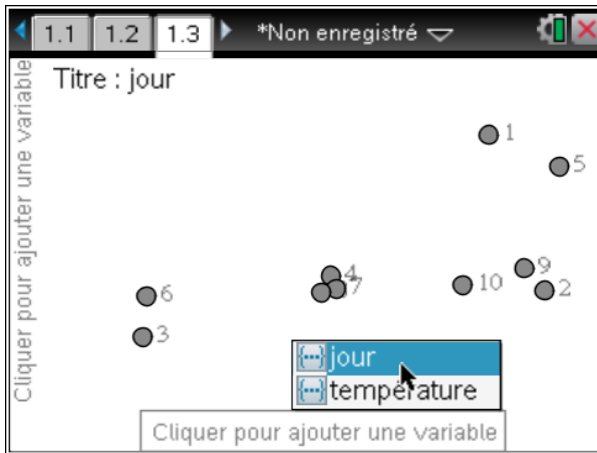 1.1 1.2 1.3 *Non enregistré
Cliquer pour ajouter une variable
Titre : jour
1
5
4
7
9
10
2
6
3
jour
température
Cliquer pour ajouter une variable